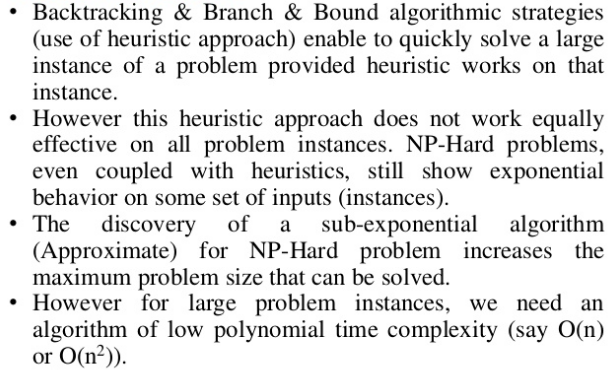 • Backtracking & Branch & Bound algorithmic strategies
(use of heuristic approach) enable to quickly solve a large
instance of a problem provided heuristic works on that
instance.
• However this heuristic approach does not work equally
effective on all problem instances. NP-Hard problems,
even coupled with heuristics, still show exponential
behavior on some set of inputs (instances).
• The discovery of a sub-exponential algorithm
(Approximate) for NP-Hard problem increases the
maximum problem size that can be solved.
• However for large problem instances, we need an
algorithm of low polynomial time complexity (say O(n)
or O(n²)).